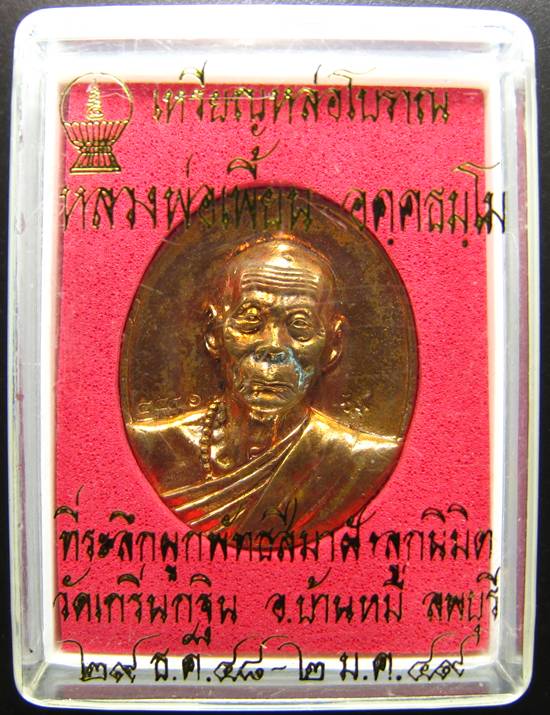 เหรียญหล่อโบราณ
หลวงพ่อเพี้ยน อคฺคธมฺโม
ที่ระลึกผูกพัทธสีมาฝังลูกนิมิต
วัดเกริ่นกฐิน อ.บ้านหมี่ ลพบุรี
๒๙ ธ.ค.๔๘-๒ ม.ค.๔๙